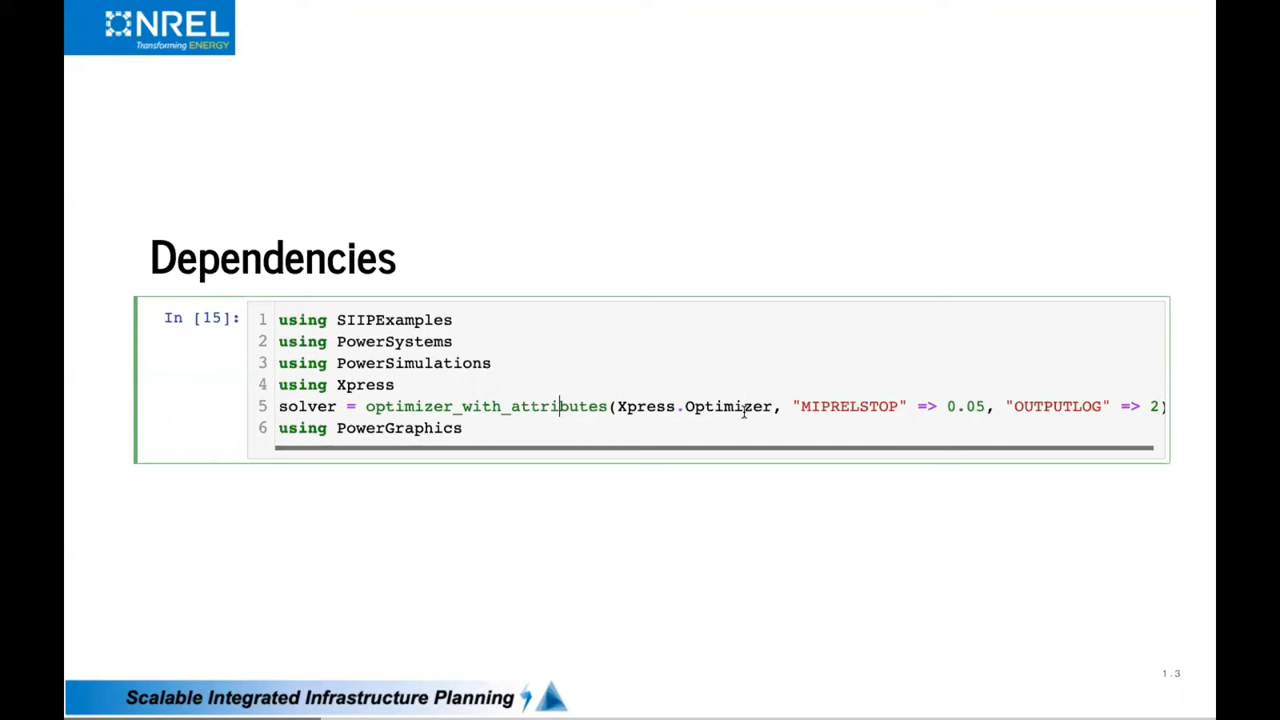 NREL
Transforming ENERGY
Dependencies
In [15]:
1 using SIIPExamples
2 using PowerSystems
3 using PowerSimulations
4 using Xpress
5 solver = optimizer_with_attributes(Xpress.Optimizer, "MIPRELSTOP" => 0.05, "OUTPUTLOG" => 2)
6 using PowerGraphics
1.3
Scalable Integrated Infrastructure Planning